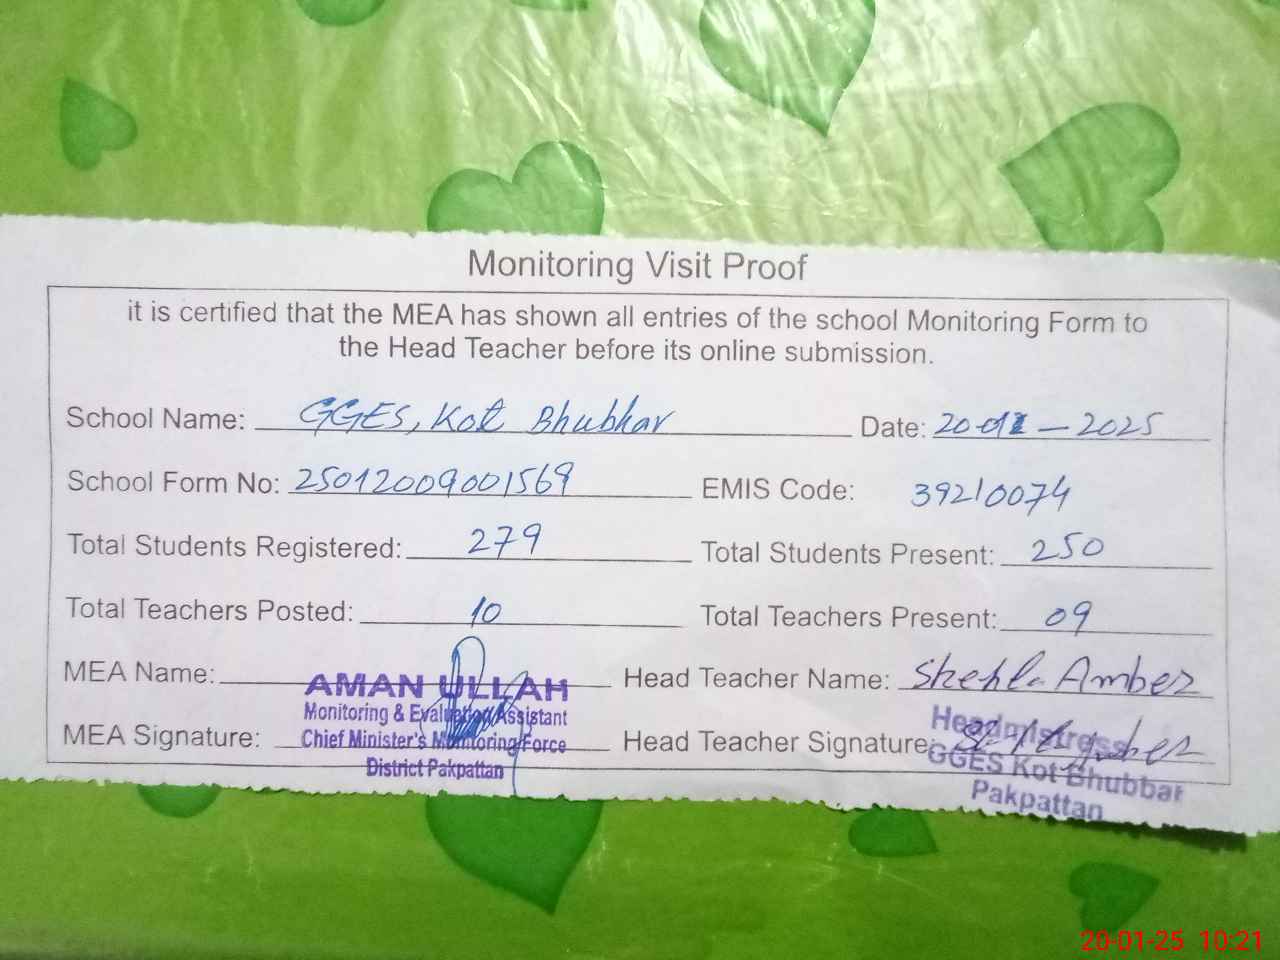 Monitoring Visit Proof
it is certified that the MEA has shown all entries of the school Monitoring Form to
the Head Teacher before its online submission.
School Name: GGES, Kot Bhubhar Date: 20-01-2025
School Form No: 25012009001569 EMIS Code: 39210074
Total Students Registered: 279 Total Students Present: 250
Total Teachers Posted: 10 Total Teachers Present: 09
MEA Name: AMAN ULLAH Head Teacher Name: Shehla Amber
Monitoring & Evaluation Assistant Headmistress
MEA Signature: Chief Minister's Monitoring Force Head Teacher Signature: Amber
District Pakpattan GGES Kot Bhubbar
Pakpattan
20-01-25 10:21